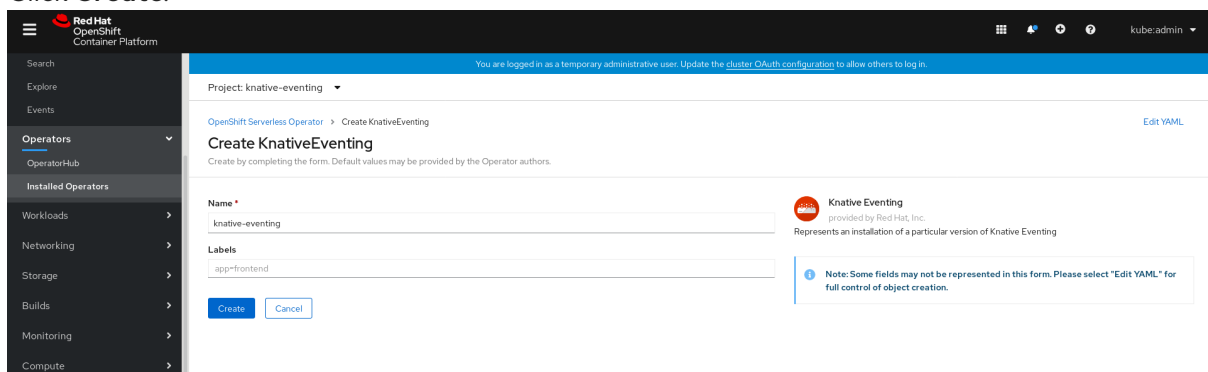 Red Hat
OpenShift
Container Platform
kube:admin
Search
Explore
Events
Operators
OperatorHub
Installed Operators
Workloads
Networking
Storage
Builds
Monitoring
Compute
You are logged in as a temporary administrative user. Update the cluster OAuth configuration to allow others to log in.
Project: knative-eventing
OpenShift Serverless Operator > Create KnativeEventing
Edit YAML
Create KnativeEventing
Create by completing the form. Default values may be provided by the Operator authors.
Name *
knative-eventing
Labels
app=frontend
Create
Cancel
Knative Eventing
provided by Red Hat, Inc.
Represents an installation of a particular version of Knative Eventing
Note: Some fields may not be represented in this form. Please select "Edit YAML" for
full control of object creation.